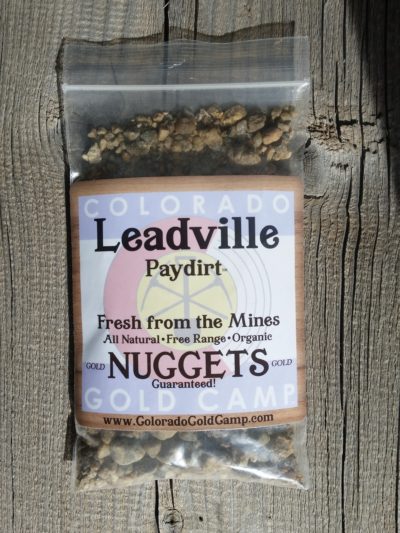 COLORADO
Leadville
Paydirt™
Fresh from the Mines
All Natural•Free Range•Organic
GOLD NUGGETS GOLD
Guaranteed!
GOLD CAMP
www.ColoradoGoldCamp.com